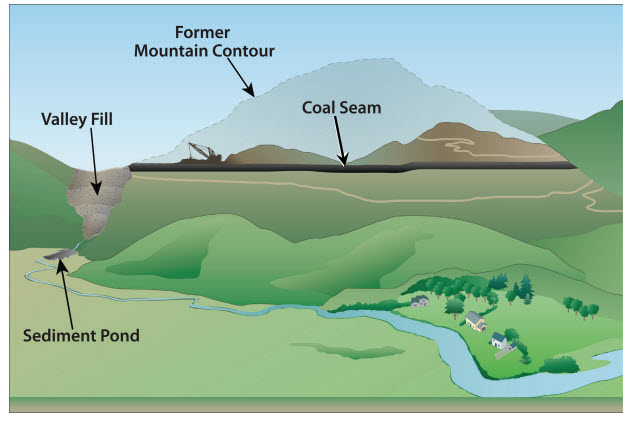 Former
Mountain Contour
Coal Seam
Valley Fill
Sediment Pond